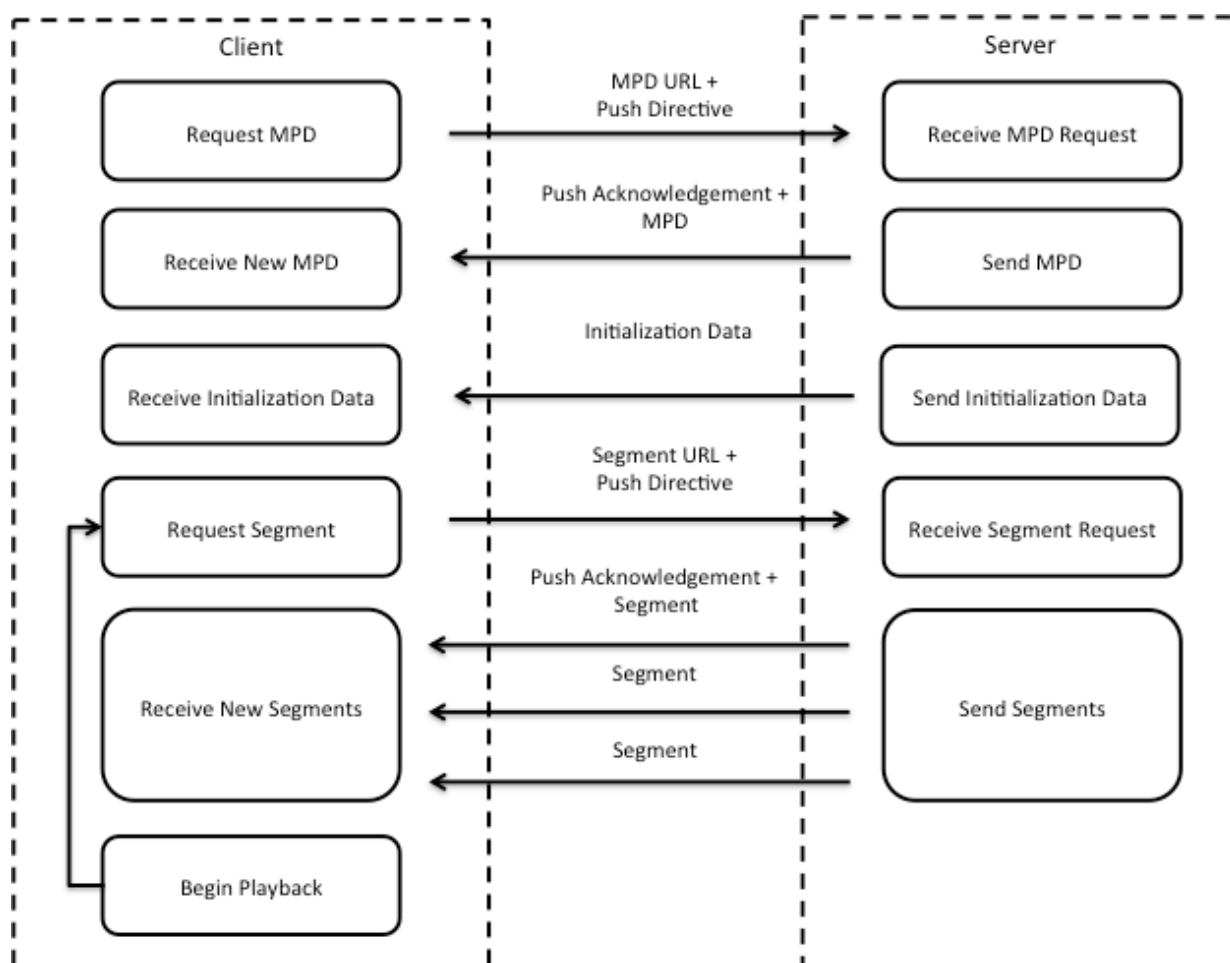 Client
Server
MPD URL +
Push Directive
Request MPD
Receive MPD Request
Push Acknowledgement +
MPD
Receive New MPD
Send MPD
Initialization Data
Receive Initialization Data
Send Inititialization Data
Segment URL +
Push Directive
Request Segment
Receive Segment Request
Push Acknowledgement +
Segment
Segment
Receive New Segments
Send Segments
Segment
Begin Playback